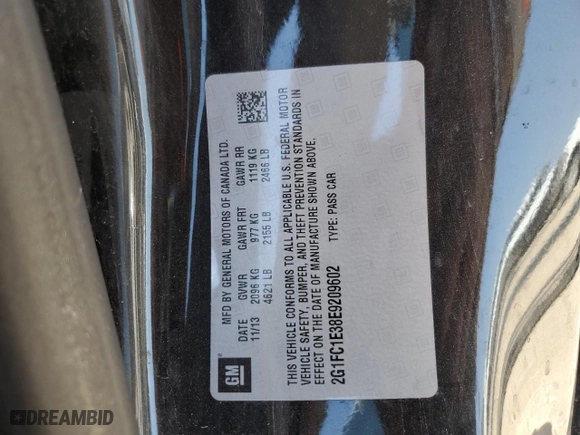 GM
MFD BY GENERAL MOTORS OF CANADA LTD.
DATE GVWR GAWR FRT GAWR RR
11/13 2096 KG 977 KG 1119 KG
4621 LB 2155 LB 2466 LB
THIS VEHICLE CONFORMS TO ALL APPLICABLE U.S. FEDERAL MOTOR
VEHICLE SAFETY, BUMPER, AND THEFT PREVENTION STANDARDS IN
EFFECT ON THE DATE OF MANUFACTURE SHOWN ABOVE.
2G1FC1E38E9209602 TYPE: PASS CAR
DREAMBID